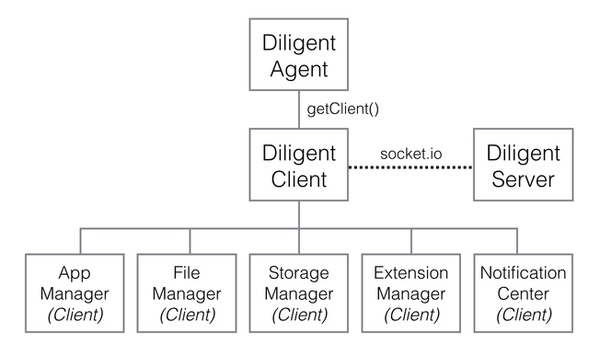 Diligent
Agent
getClient()
Diligent
Client
socket.io
Diligent
Server
App
Manager
(Client)
File
Manager
(Client)
Storage
Manager
(Client)
Extension
Manager
(Client)
Notification
Center
(Client)